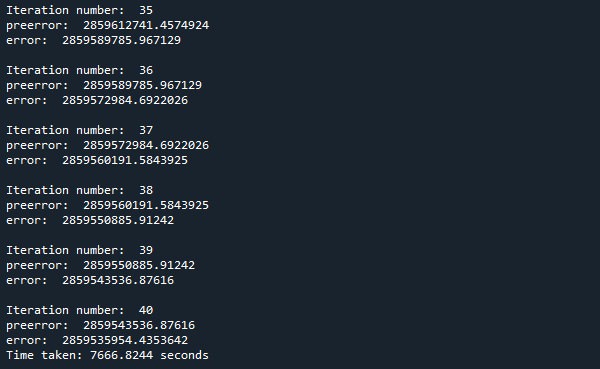 Iteration number:  35
preerror:  2859612741.4574924
error:  2859589785.967129
Iteration number:  36
preerror:  2859589785.967129
error:  2859572984.6922026
Iteration number:  37
preerror:  2859572984.6922026
error:  2859560191.5843925
Iteration number:  38
preerror:  2859560191.5843925
error:  2859550885.91242
Iteration number:  39
preerror:  2859550885.91242
error:  2859543536.87616
Iteration number:  40
preerror:  2859543536.87616
error:  2859535954.4353642
Time taken: 7666.8244 seconds